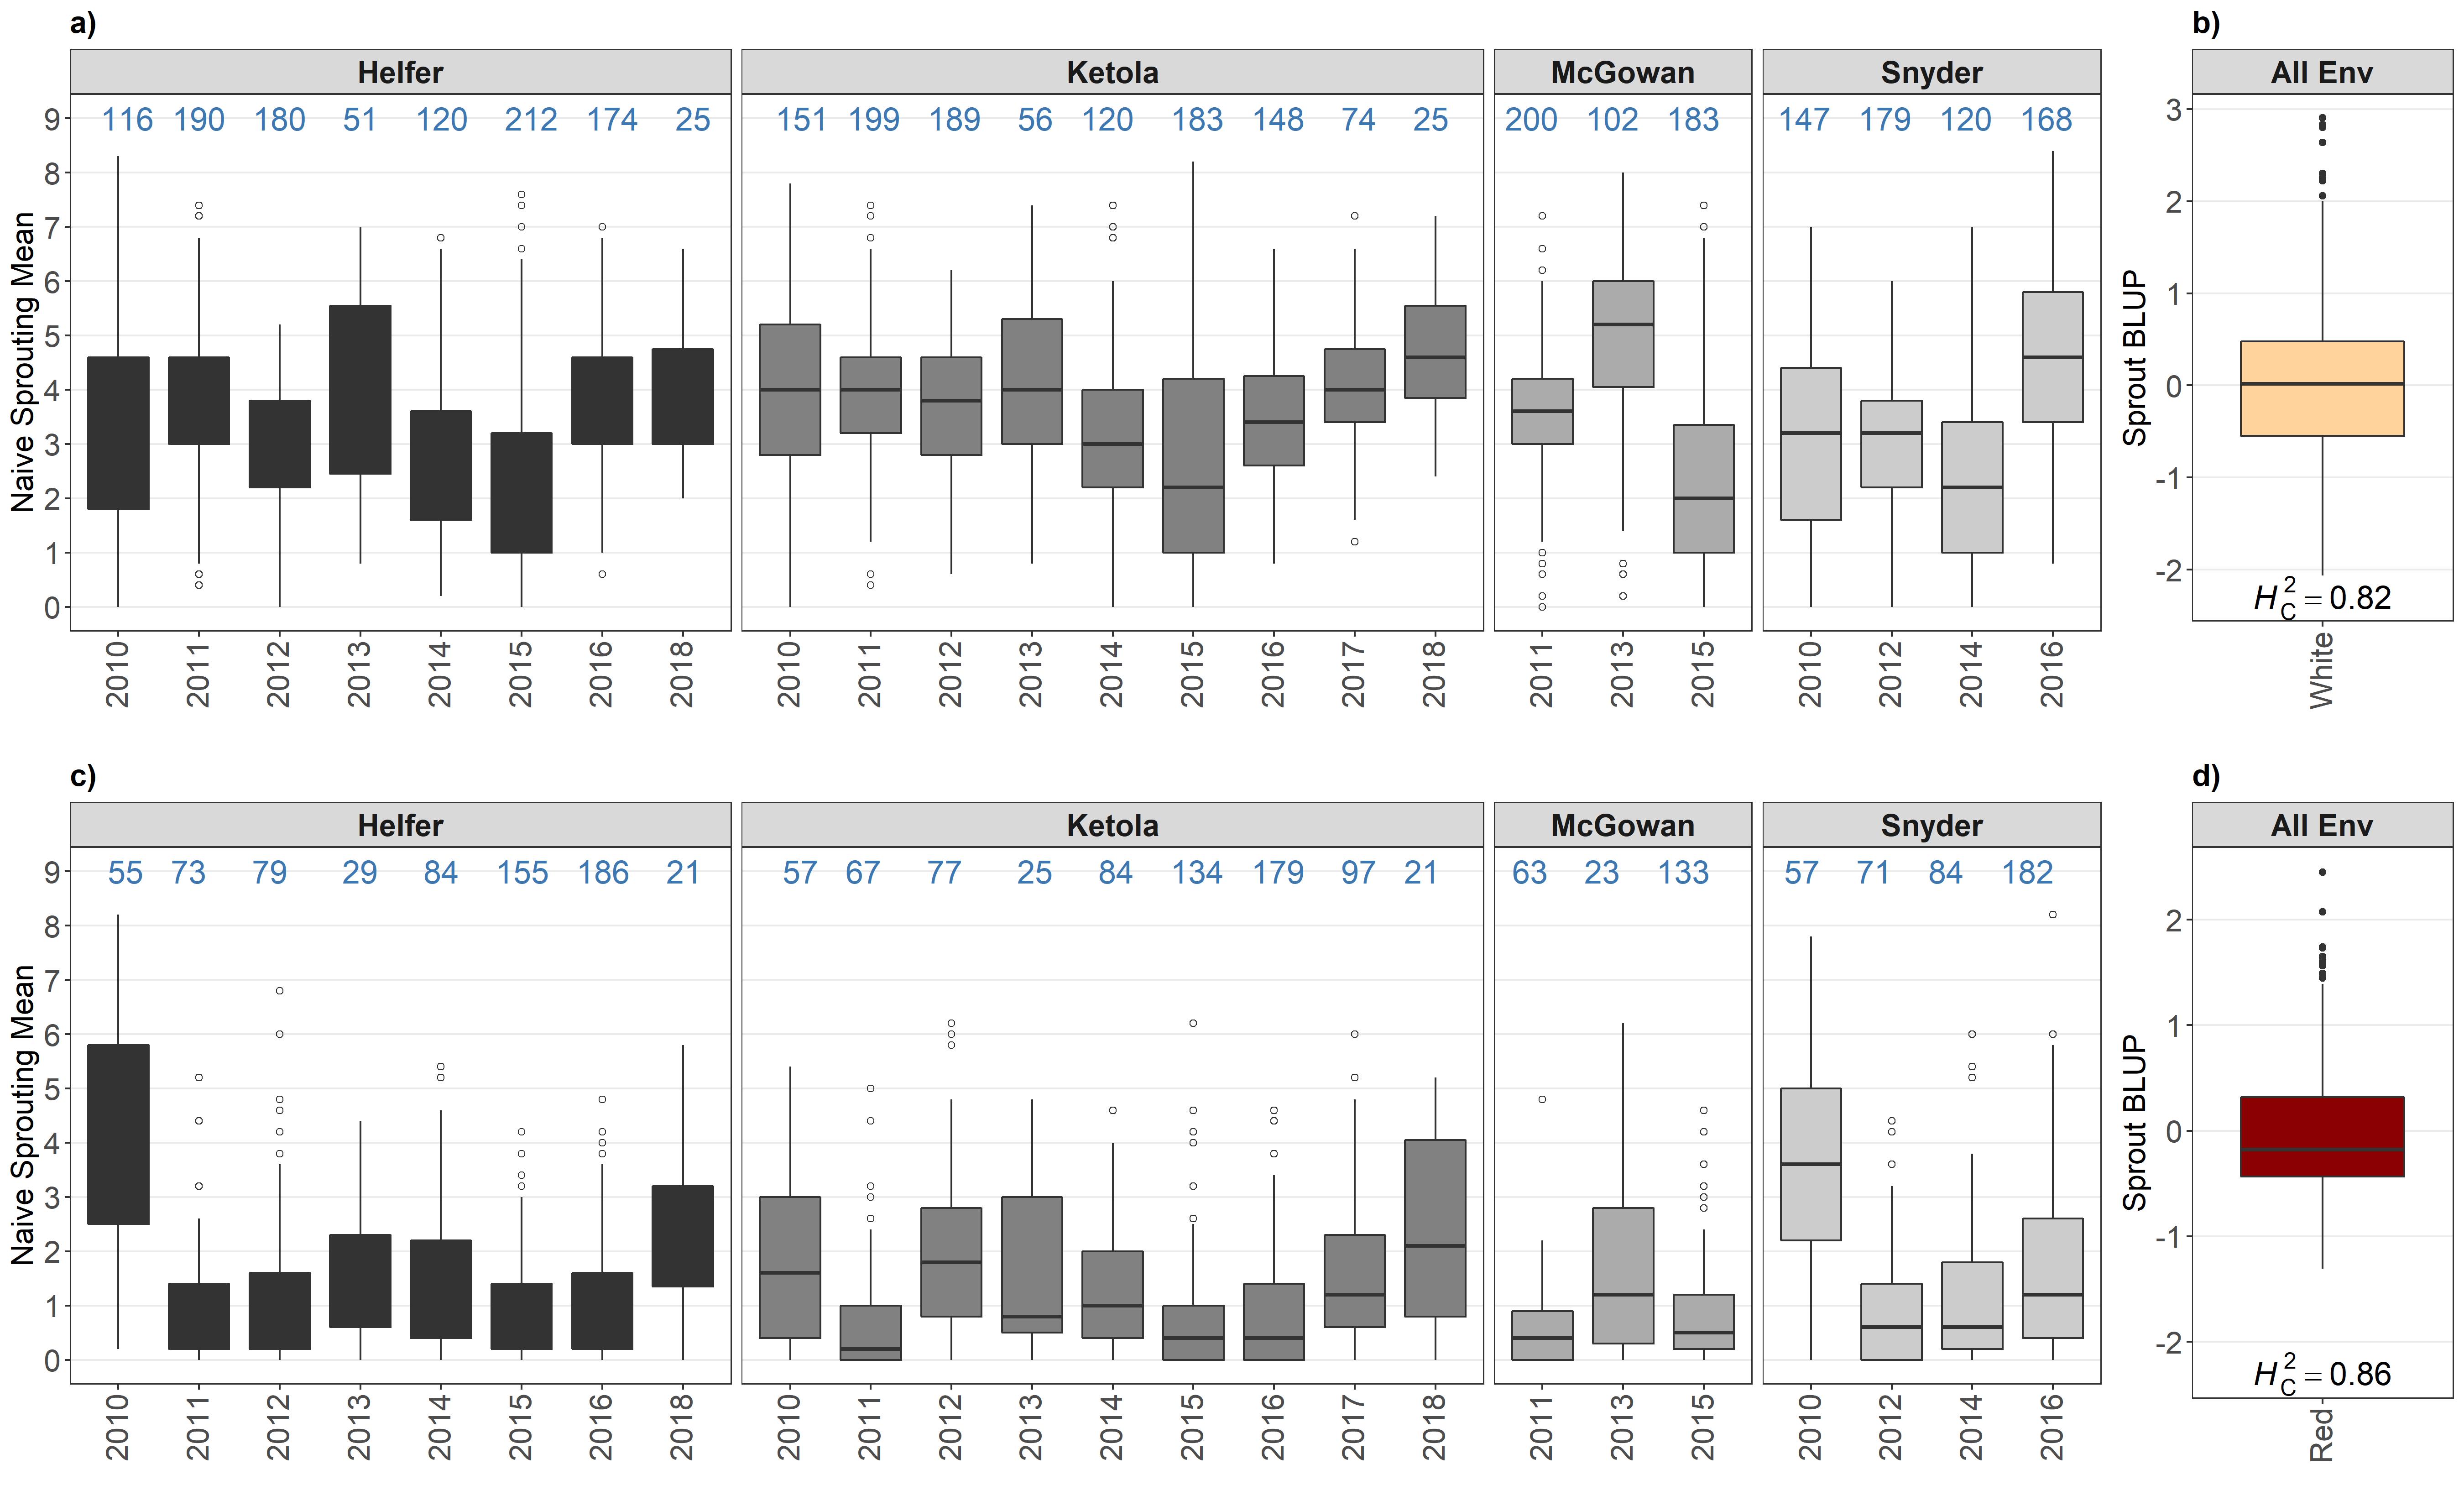 a)
Helfer Ketola McGowan Snyder
116 190 180 51 120 212 174 25 151 199 189 56 120 183 148 74 25 200 102 183 147 179 120 168
9
8
7
6
5
4
3
2
1
0
Naive Sprouting Mean
2010 2011 2012 2013 2014 2015 2016 2018 2010 2011 2012 2013 2014 2015 2016 2017 2018 2011 2013 2015 2010 2012 2014 2016
b)
All Env
3
2
1
0
-1
-2
Sprout BLUP
H²C = 0.82
White
c)
Helfer Ketola McGowan Snyder
55 73 79 29 84 155 186 21 57 67 77 25 84 134 179 97 21 63 23 133 57 71 84 182
9
8
7
6
5
4
3
2
1
0
Naive Sprouting Mean
2010 2011 2012 2013 2014 2015 2016 2018 2010 2011 2012 2013 2014 2015 2016 2017 2018 2011 2013 2015 2010 2012 2014 2016
d)
All Env
2
1
0
-1
-2
Sprout BLUP
H²C = 0.86
Red